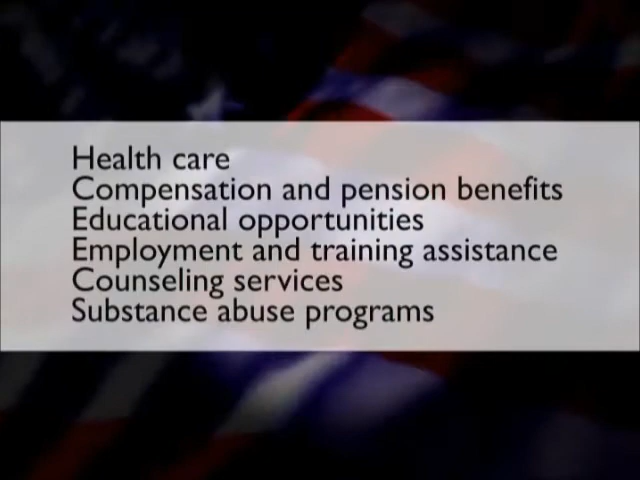 Health care
Compensation and pension benefits
Educational opportunities
Employment and training assistance
Counseling services
Substance abuse programs